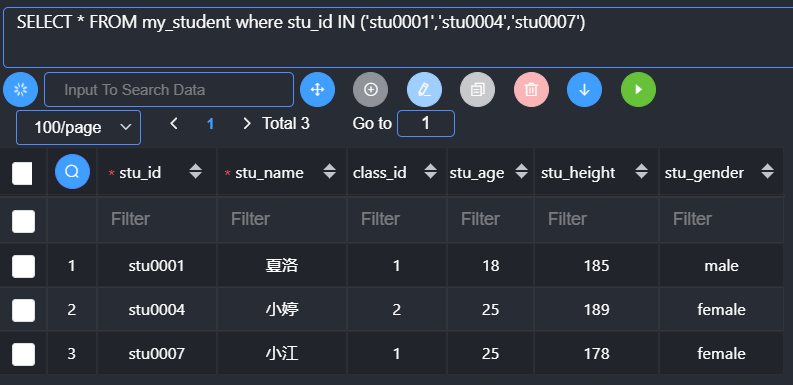 SELECT * FROM my_student where stu_id IN ('stu0001','stu0004','stu0007')
Input To Search Data
100/page 1 Total 3 Go to 1
* stu_id * stu_name class_id stu_age stu_height stu_gender
Filter Filter Filter Filter Filter Filter
1 stu0001 夏洛 1 18 185 male
2 stu0004 小婷 2 25 189 female
3 stu0007 小江 1 25 178 female